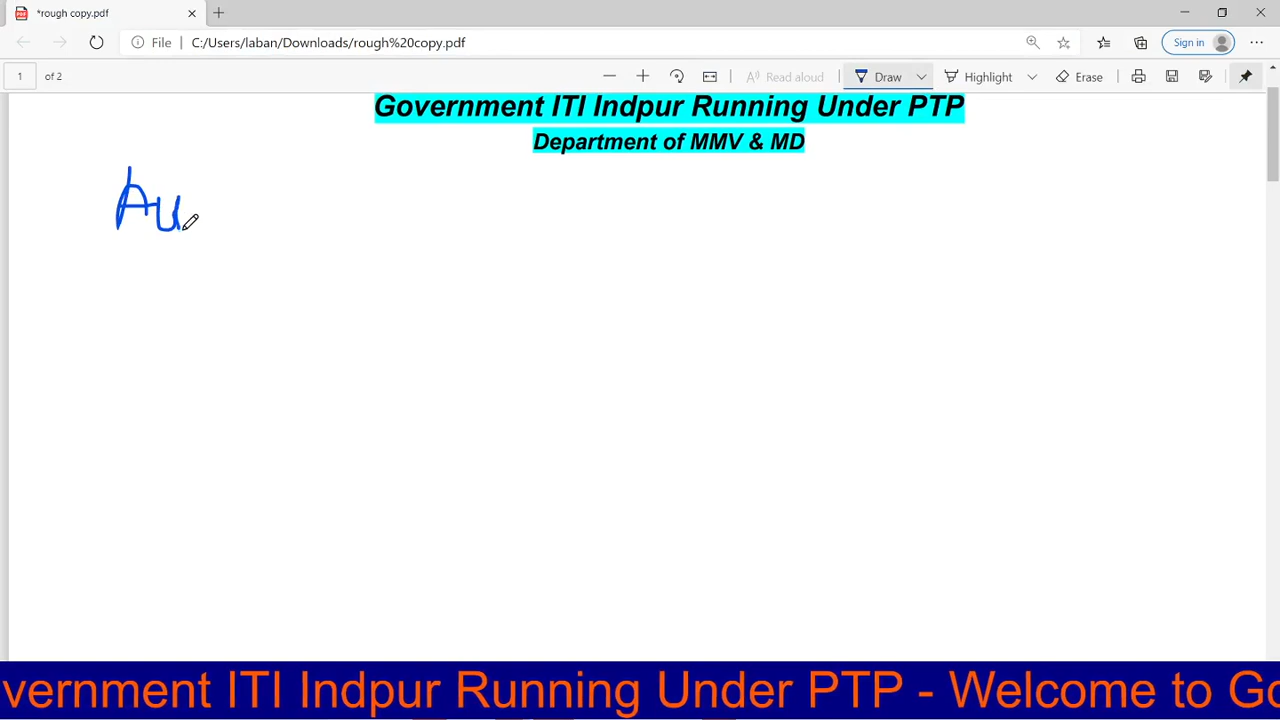 *rough copy.pdf
File C:/Users/laban/Downloads/rough%20copy.pdf Sign in
1 of 2 Read aloud Draw Highlight Erase
Government ITI Indpur Running Under PTP
Department of MMV & MD
Au
vernment ITI Indpur Running Under PTP - Welcome to Go